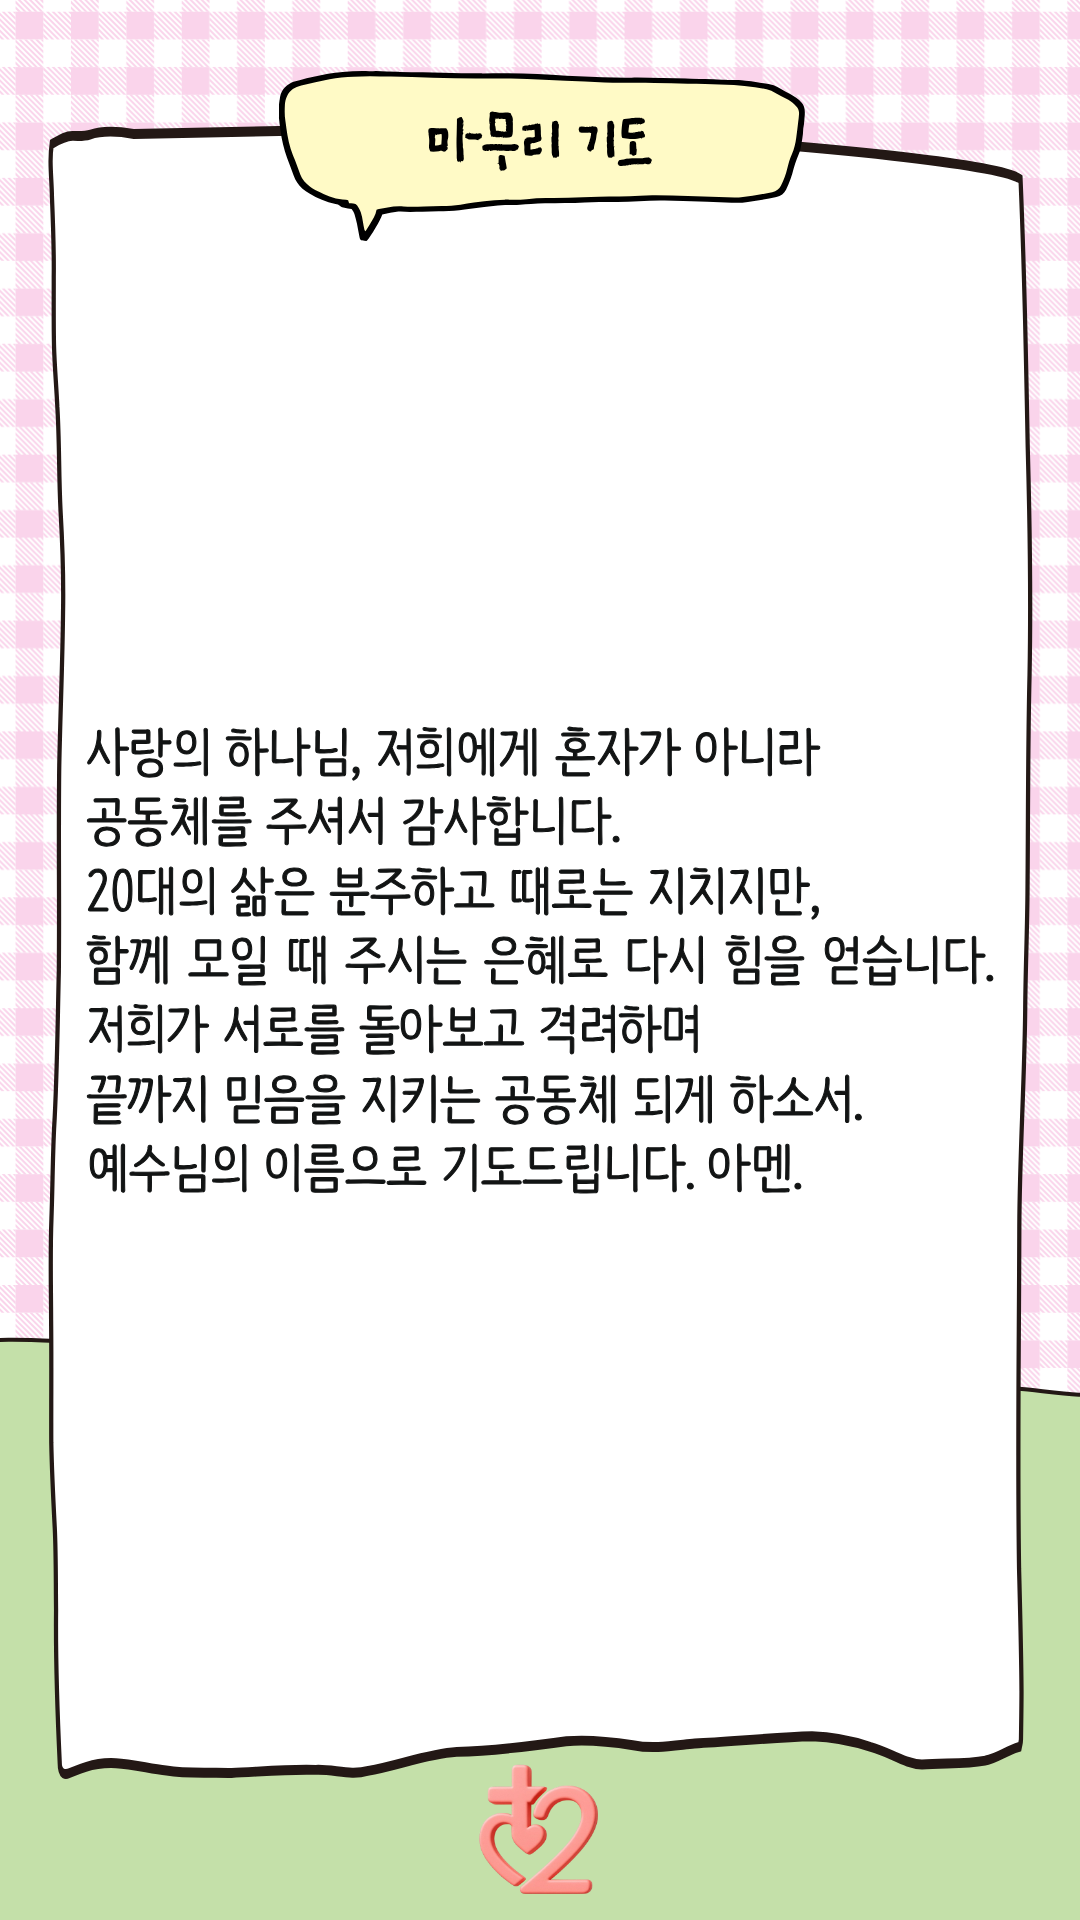 마무리 기도
사랑의 하나님, 저희에게 혼자가 아니라
공동체를 주셔서 감사합니다.
20대의 삶은 분주하고 때로는 지치지만,
함께 모일 때 주시는 은혜로 다시 힘을 얻습니다.
저희가 서로를 돌아보고 격려하며
끝까지 믿음을 지키는 공동체 되게 하소서.
예수님의 이름으로 기도드립니다. 아멘.